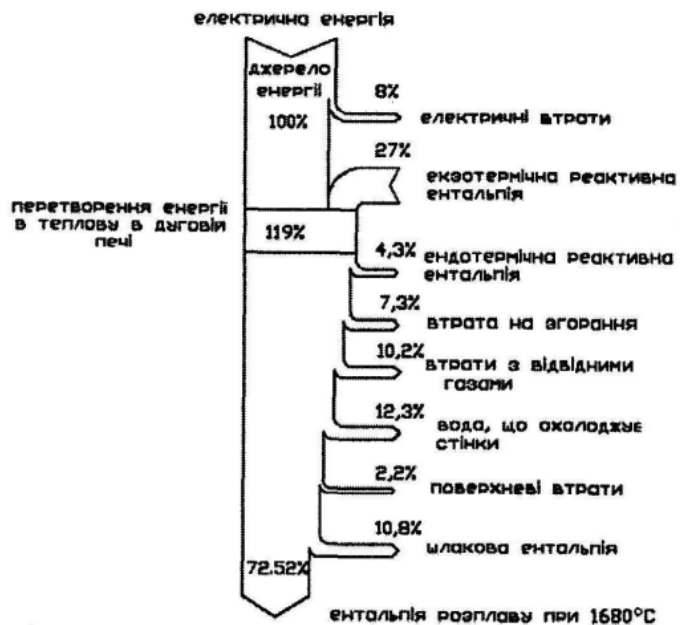 електрична енергія
джерело
енергії
100%
8%
електричні втрати
27%
екзотермічна реактивна
ентальпія
перетворення енергії
в теплову в дуговій
печі
119%
4,3%
ендотермічна реактивна
ентальпія
7,3%
втрата на згорання
10,2%
втрати з відвідними
газами
12,3%
вода, що охолоджує
стінки
2,2%
поверхневі втрати
10,8%
шлакова ентальпія
72.52%
ентальпія розплаву при 1680°C